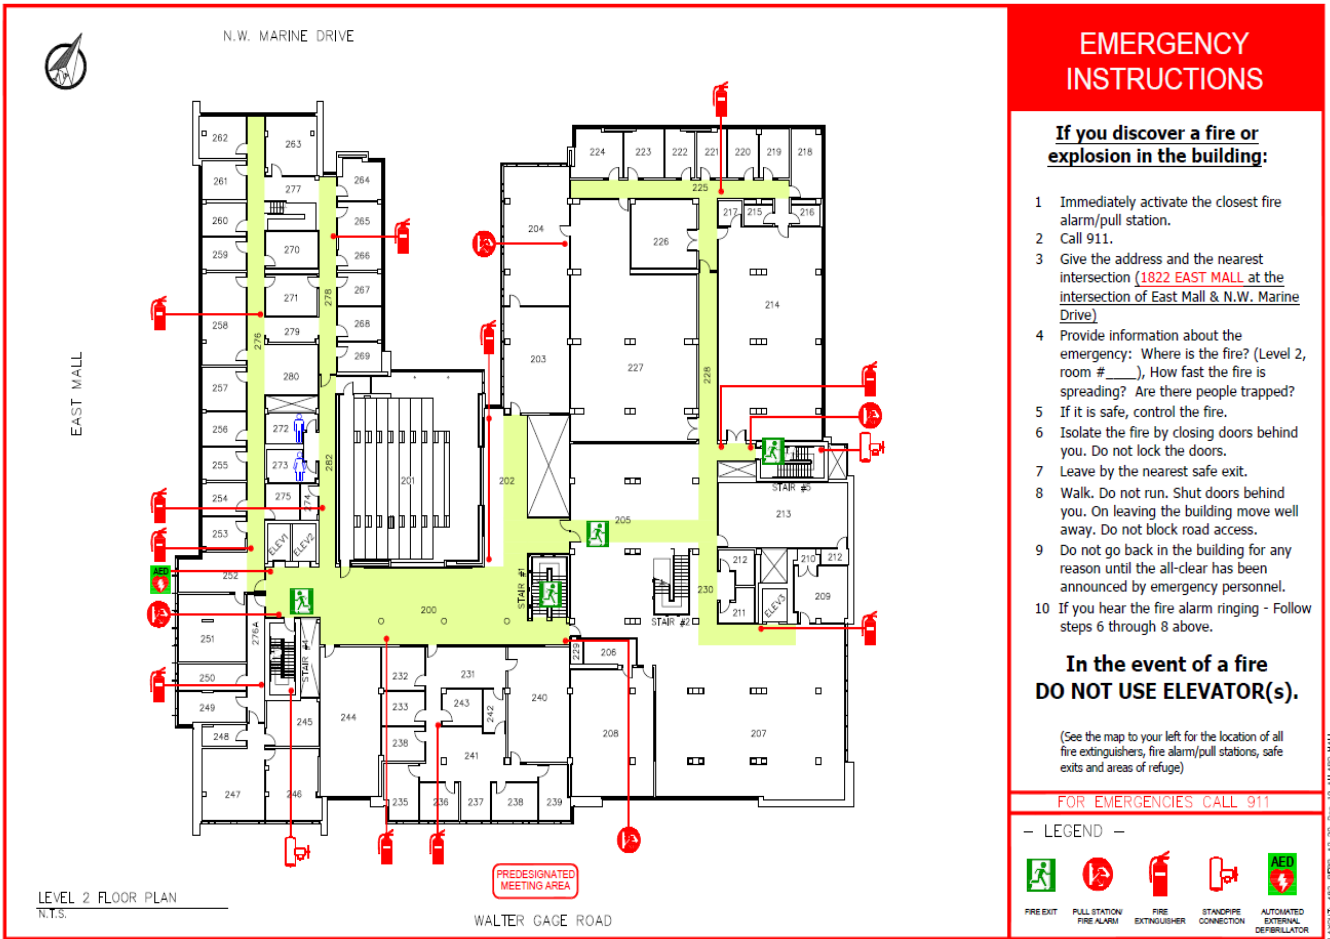 N.W. MARINE DRIVE
EAST MALL
262
263
261
277
264
260
265
259
270
266
271
278
267
258
276
279
268
269
257
280
256
272
282
255
273
201
254
275
274
253
ELEV1
ELEV2
252
AED
276A
251
250
249
248
247
246
245
STAIR #4
244
200
202
STAIR #1
232
231
233
243
242
238
241
240
235
236
237
238
239
224
223
222
221
220
219
218
225
204
217
215
216
226
214
203
227
228
205
STAIR #5
213
212
210
212
209
211
ELEV3
230
STAIR #2
229
206
208
207
PREDESIGNATED
MEETING AREA
WALTER GAGE ROAD
LEVEL 2 FLOOR PLAN
N.T.S.
EMERGENCY
INSTRUCTIONS
If you discover a fire or
explosion in the building:
1 Immediately activate the closest fire
alarm/pull station.
2 Call 911.
3 Give the address and the nearest
intersection (1822 EAST MALL at the
intersection of East Mall & N.W. Marine
Drive)
4 Provide information about the
emergency: Where is the fire? (Level 2,
room #____), How fast the fire is
spreading? Are there people trapped?
5 If it is safe, control the fire.
6 Isolate the fire by closing doors behind
you. Do not lock the doors.
7 Leave by the nearest safe exit.
8 Walk. Do not run. Shut doors behind
you. On leaving the building move well
away. Do not block road access.
9 Do not go back in the building for any
reason until the all-clear has been
announced by emergency personnel.
10 If you hear the fire alarm ringing - Follow
steps 6 through 8 above.
In the event of a fire
DO NOT USE ELEVATOR(s).
(See the map to your left for the location of all
fire extinguishers, fire alarm/pull stations, safe
exits and areas of refuge)
FOR EMERGENCIES CALL 911
— LEGEND —
AED
FIRE EXIT
PULL STATION/
FIRE ALARM
FIRE
EXTINGUISHER
STANDPIPE
CONNECTION
AUTOMATED
EXTERNAL
DEFIBRILLATOR